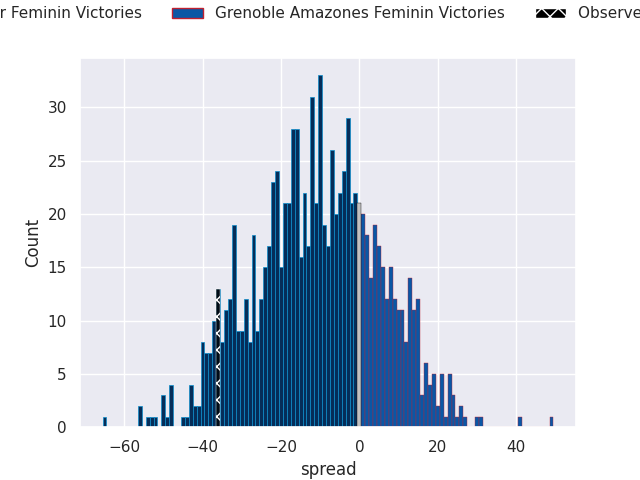 r Feminin Victories Grenoble Amazones Feminin Victories Observe
30
25
20
15
10
5
0
Count
−60 −40 −20 0 20 40
spread